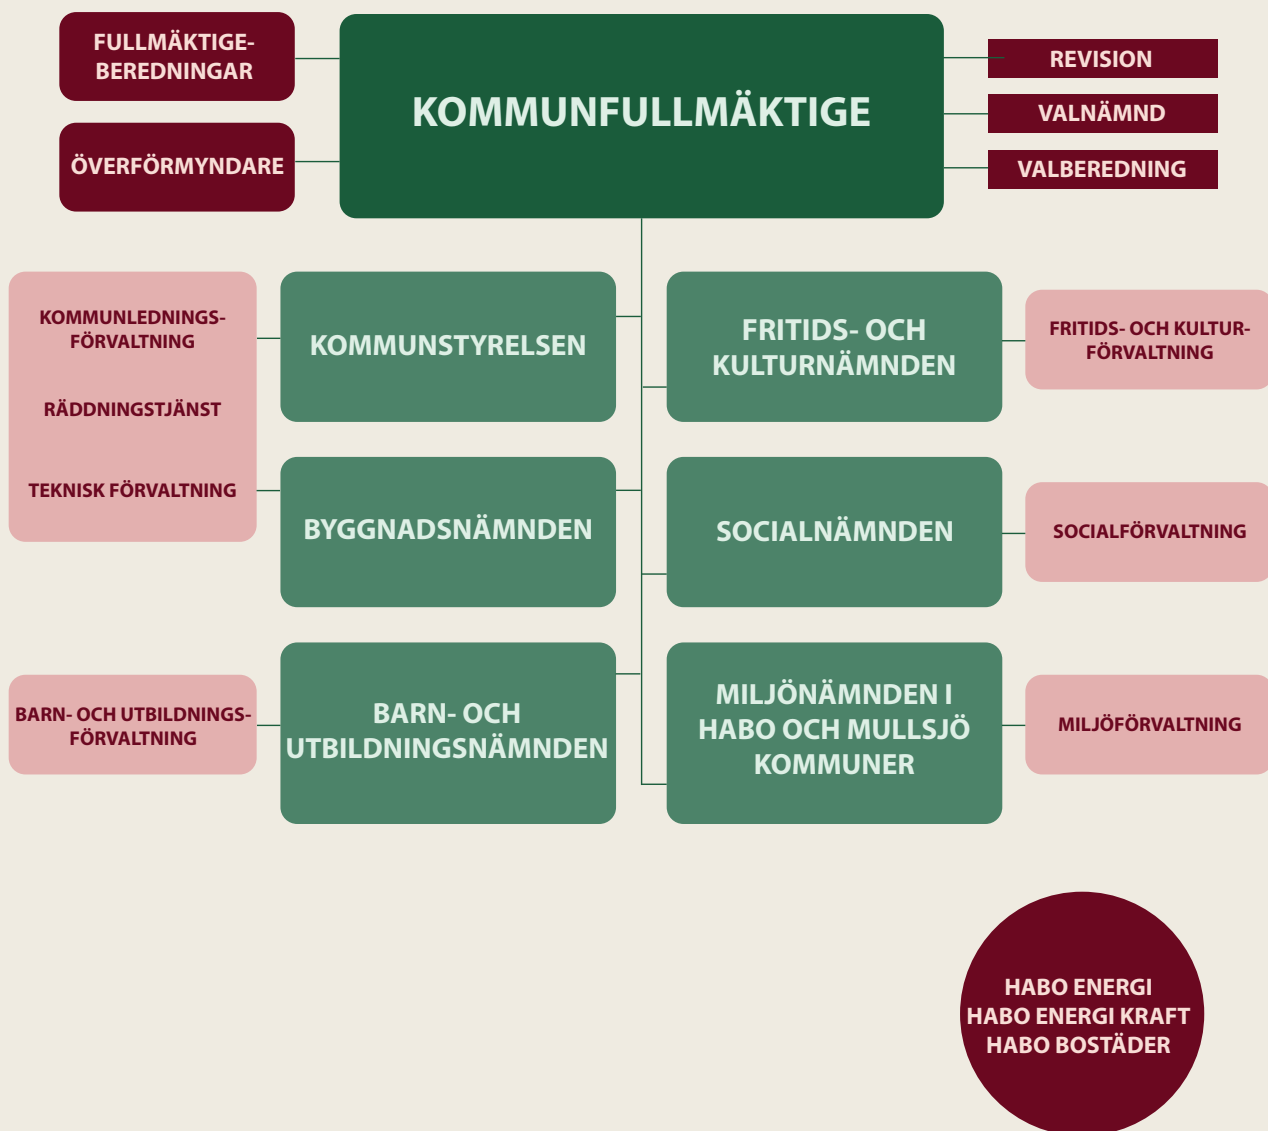 FULLMÄKTIGE-
BEREDNINGAR
ÖVERFÖRMYNDARE
KOMMUNFULLMÄKTIGE
REVISION
VALNÄMND
VALBEREDNING
KOMMUNLEDNINGS-
FÖRVALTNING
RÄDDNINGSTJÄNST
TEKNISK FÖRVALTNING
KOMMUNSTYRELSEN
FRITIDS- OCH
KULTURNÄMNDEN
FRITIDS- OCH KULTUR-
FÖRVALTNING
BYGGNADSNÄMNDEN
SOCIALNÄMNDEN
SOCIALFÖRVALTNING
BARN- OCH UTBILDNINGS-
FÖRVALTNING
BARN- OCH
UTBILDNINGSNÄMNDEN
MILJÖNÄMNDEN I
HABO OCH MULLSJÖ
KOMMUNER
MILJÖFÖRVALTNING
HABO ENERGI
HABO ENERGI KRAFT
HABO BOSTÄDER